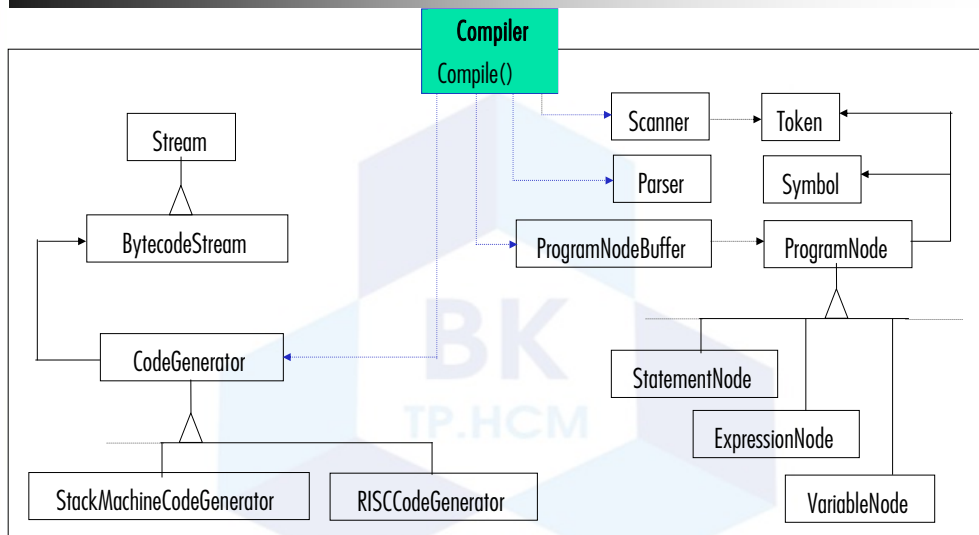 Compiler
Compile()
Scanner
Token
Stream
Parser
Symbol
BytecodeStream
ProgramNodeBuffer
ProgramNode
CodeGenerator
StatementNode
ExpressionNode
StackMachineCodeGenerator
RISCCodeGenerator
VariableNode
BK
TP.HCM